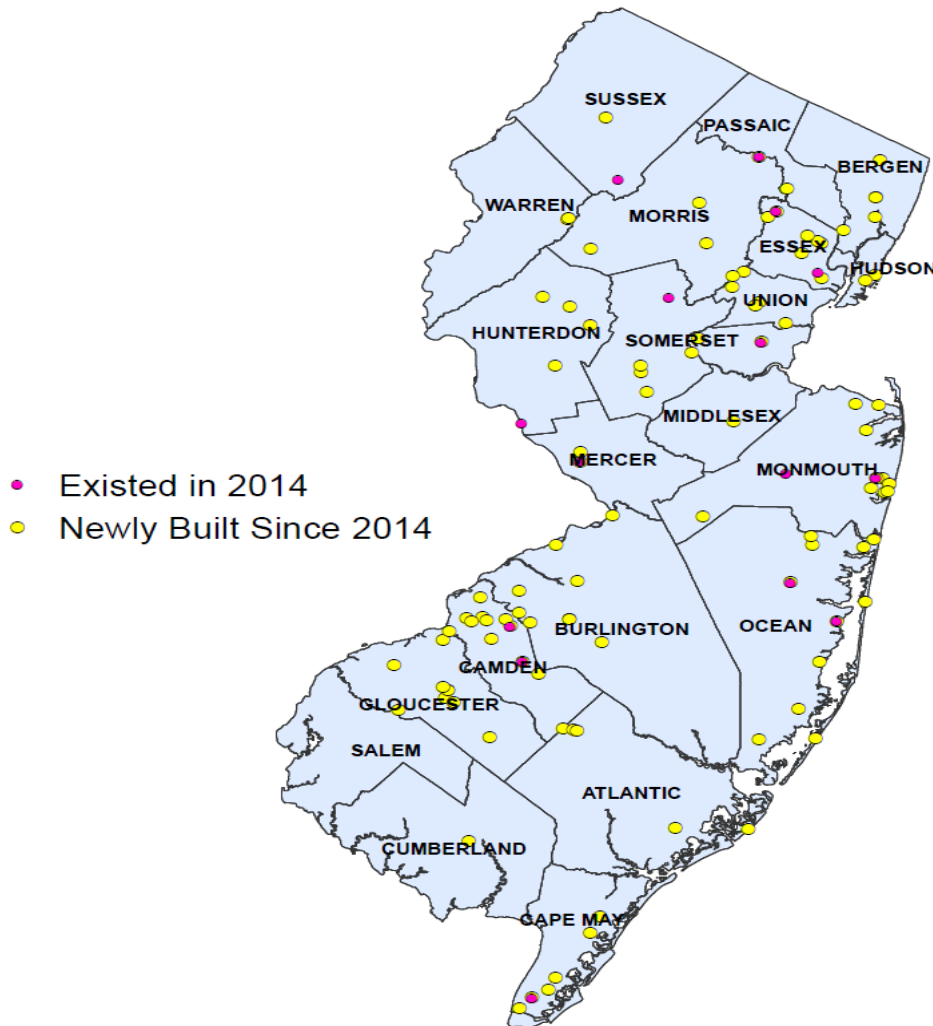 SUSSEX
PASSAIC
BERGEN
WARREN
MORRIS
ESSEX
HUDSON
UNION
HUNTERDON
SOMERSET
MIDDLESEX
MERCER
MONMOUTH
Existed in 2014
Newly Built Since 2014
BURLINGTON
OCEAN
CAMDEN
GLOUCESTER
SALEM
ATLANTIC
CUMBERLAND
CAPE MAY